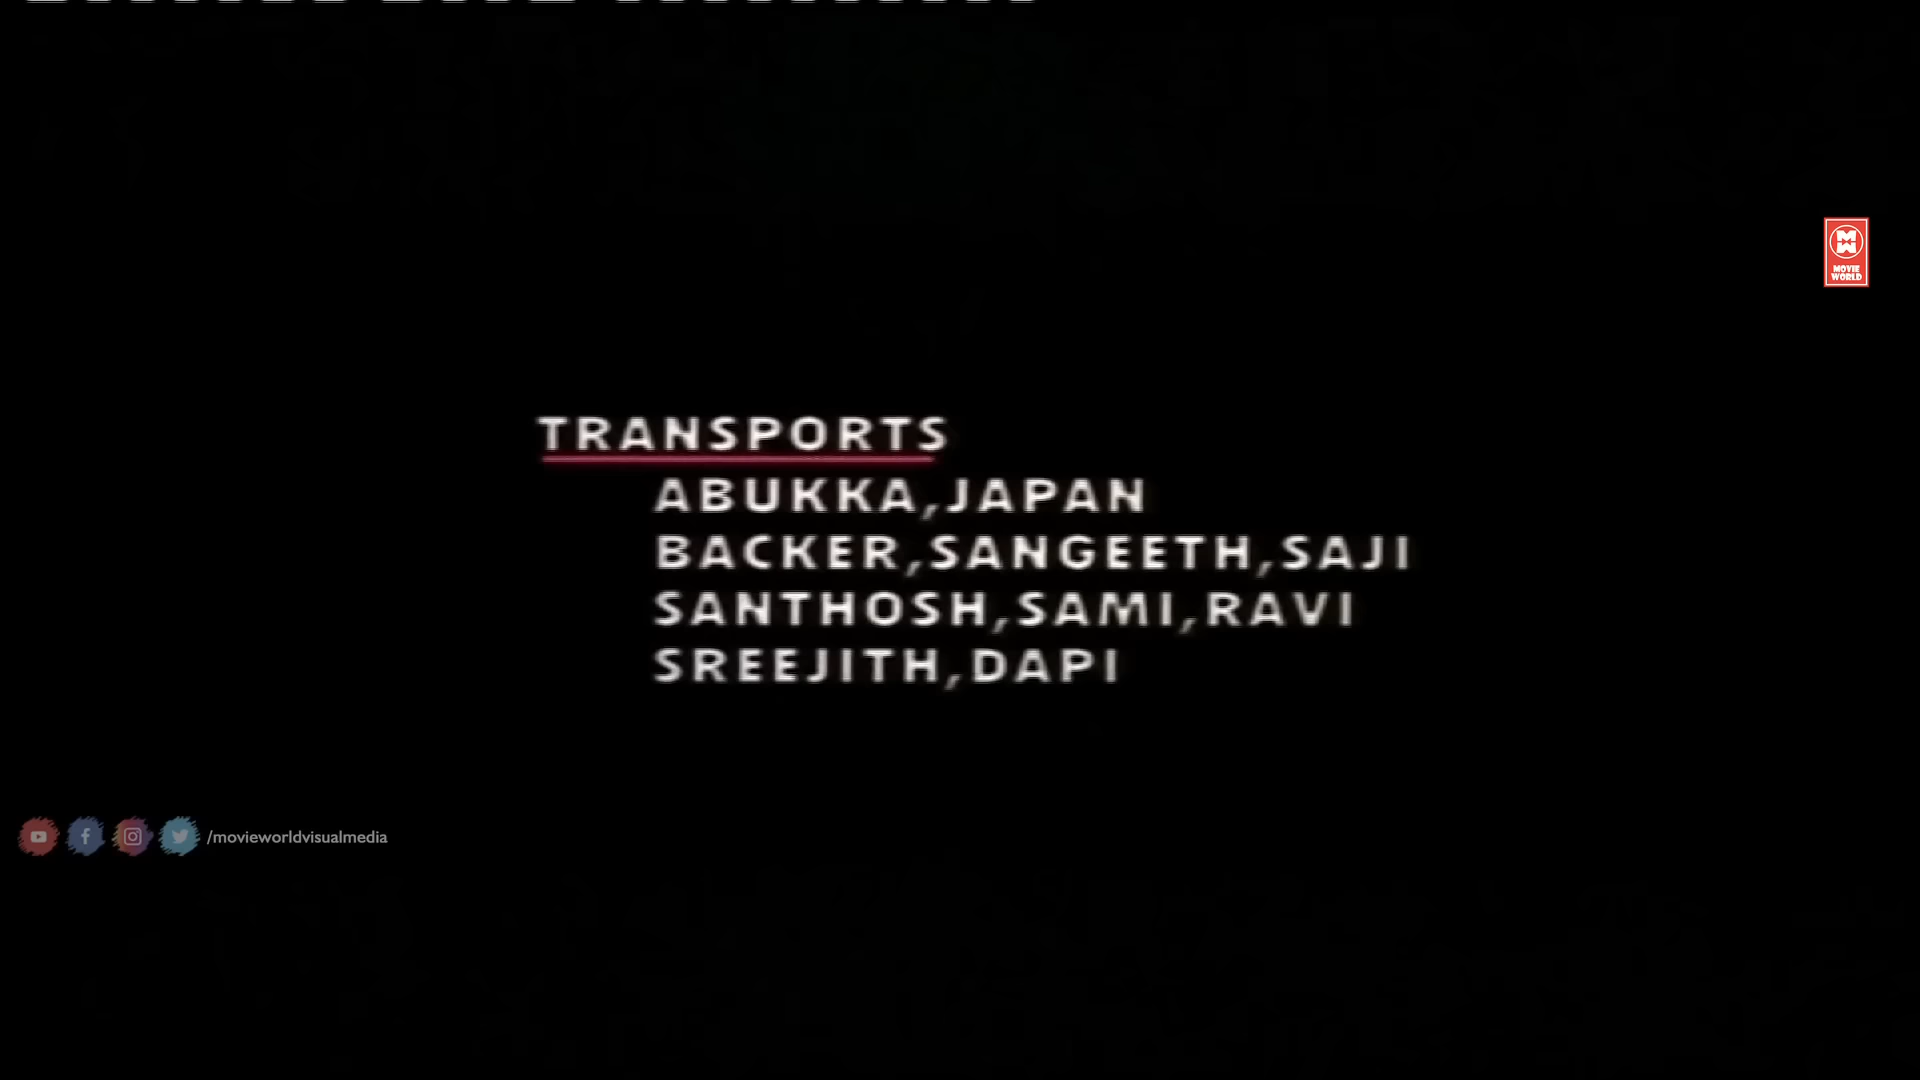 MOVIE
WORLD
TRANSPORTS
ABUKKA,JAPAN
BACKER,SANGEETH,SAJI
SANTHOSH,SAMI,RAVI
SREEJITH,DAPI
/movieworldvisualmedia